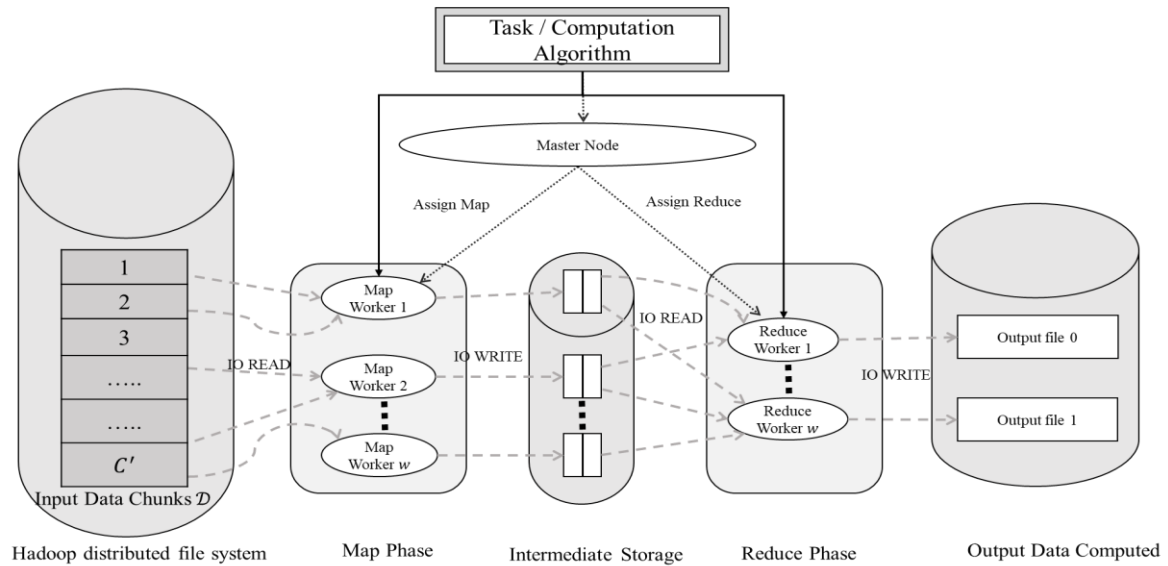 Task / Computation
Algorithm
Master Node
Assign Map
Assign Reduce
1
2
3
.....
.....
C'
Input Data Chunks 𝒟
IO READ
Map
Worker 1
Map
Worker 2
Map
Worker w
IO WRITE
IO READ
Reduce
Worker 1
Reduce
Worker w
IO WRITE
Output file 0
Output file 1
Hadoop distributed file system
Map Phase
Intermediate Storage
Reduce Phase
Output Data Computed